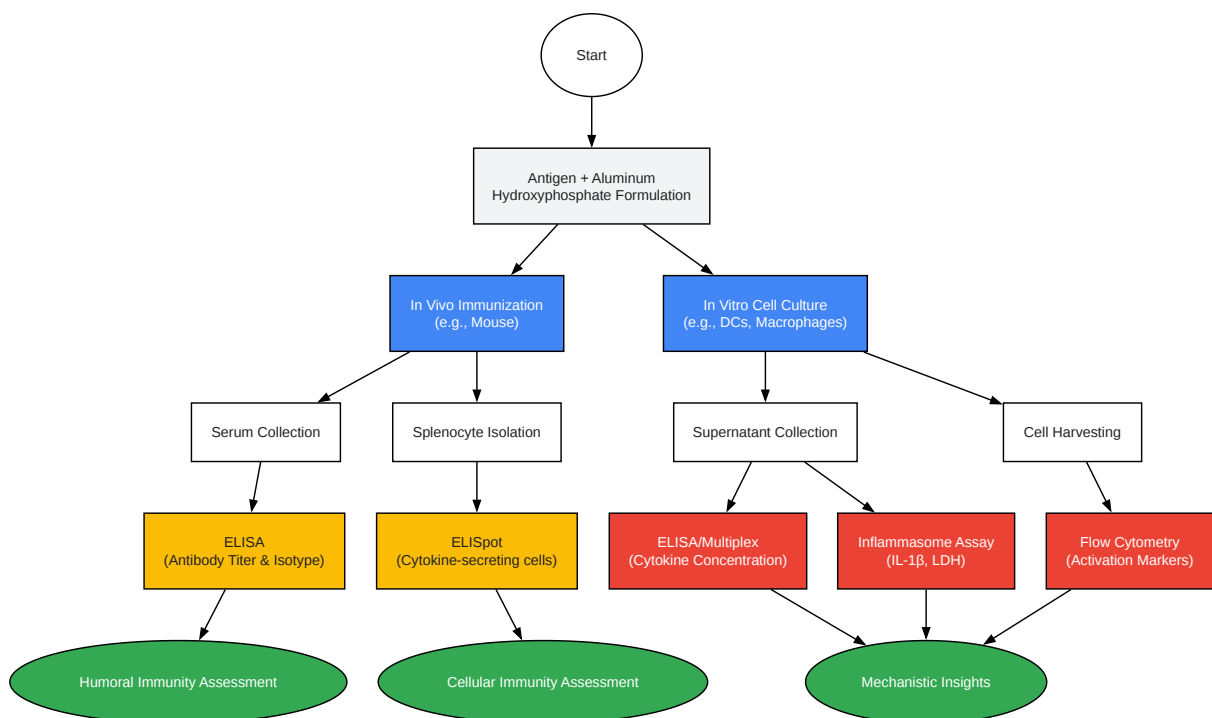 Start
Antigen + Aluminum
Hydroxyphosphate Formulation
In Vivo Immunization
(e.g., Mouse)
In Vitro Cell Culture
(e.g., DCs, Macrophages)
Serum Collection
Splenocyte Isolation
Supernatant Collection
Cell Harvesting
ELISA
(Antibody Titer & Isotype)
ELISpot
(Cytokine-secreting cells)
ELISA/Multiplex
(Cytokine Concentration)
Inflammasome Assay
(IL-1β, LDH)
Flow Cytometry
(Activation Markers)
Humoral Immunity Assessment
Cellular Immunity Assessment
Mechanistic Insights